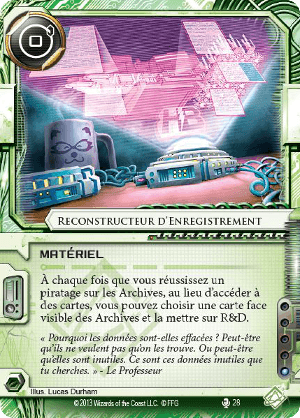 0
RECONSTRUCTEUR D'ENREGISTREMENT
MATÉRIEL
À chaque fois que vous réussissez un
piratage sur les Archives, au lieu d'accéder à
des cartes, vous pouvez choisir une carte face
visible des Archives et la mettre sur R&D.
« Pourquoi les données sont-elles effacées ? Peut-être
qu'ils ne veulent pas qu'on les trouve. Ou peut-être
quelles sont inutiles. Ce sont ces données inutiles que
tu cherches. » - Le Professeur
Illus. Lucas Durham
©2013 Wizards of the Coast LLC. © FFG
28